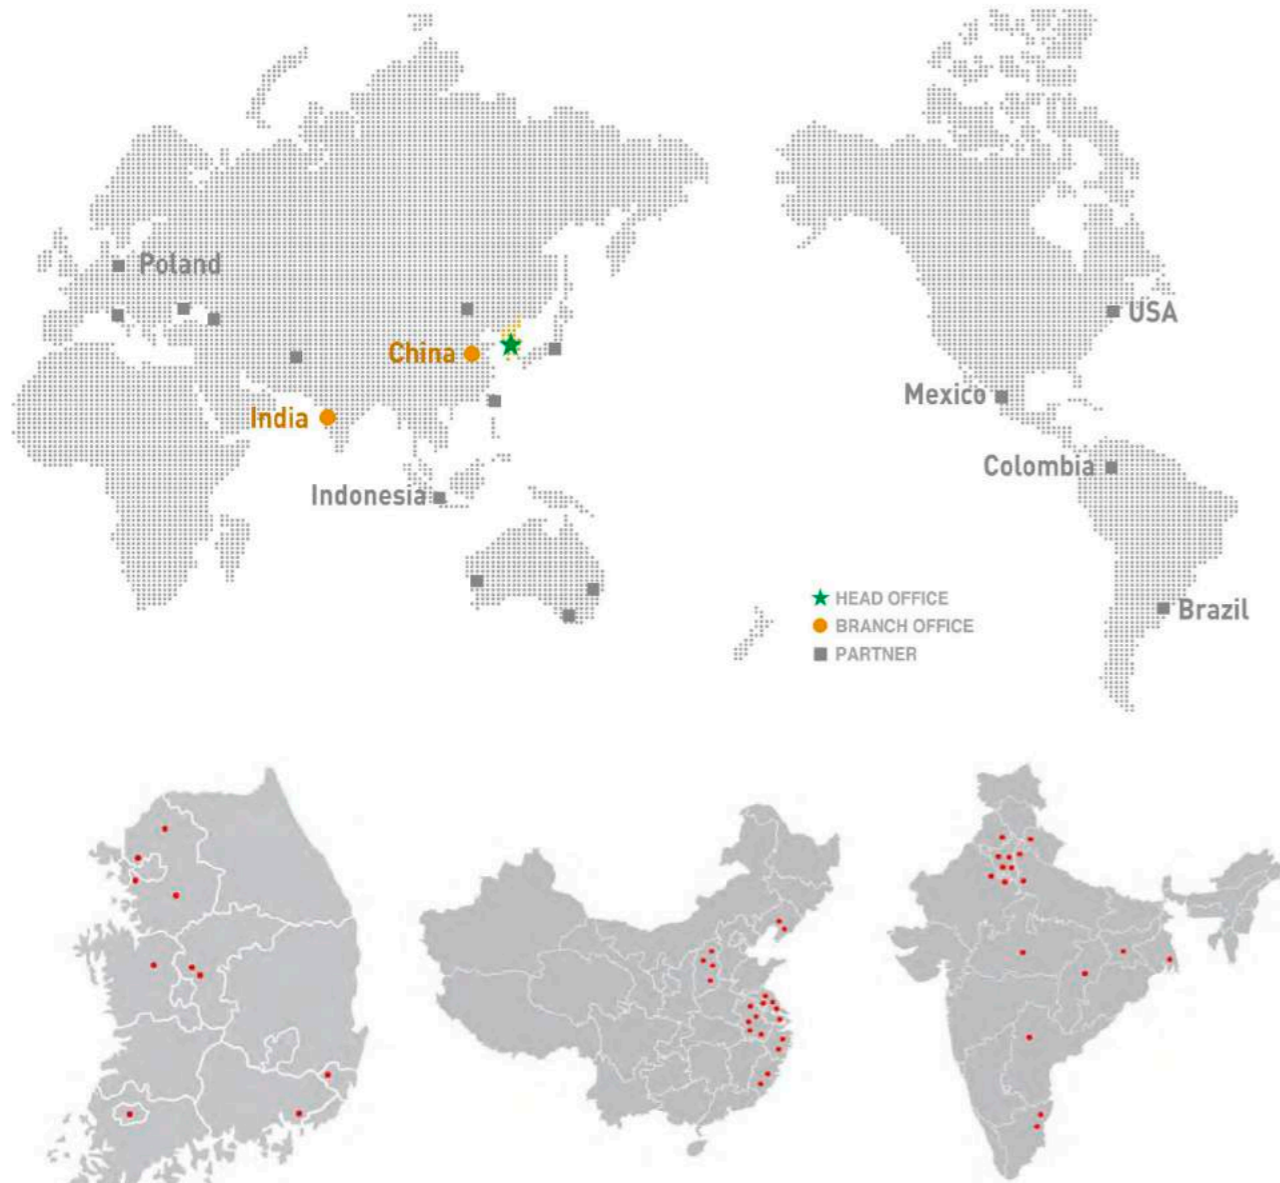 Poland
USA
China
Mexico
India
Colombia
Indonesia
HEAD OFFICE
Brazil
BRANCH OFFICE
PARTNER